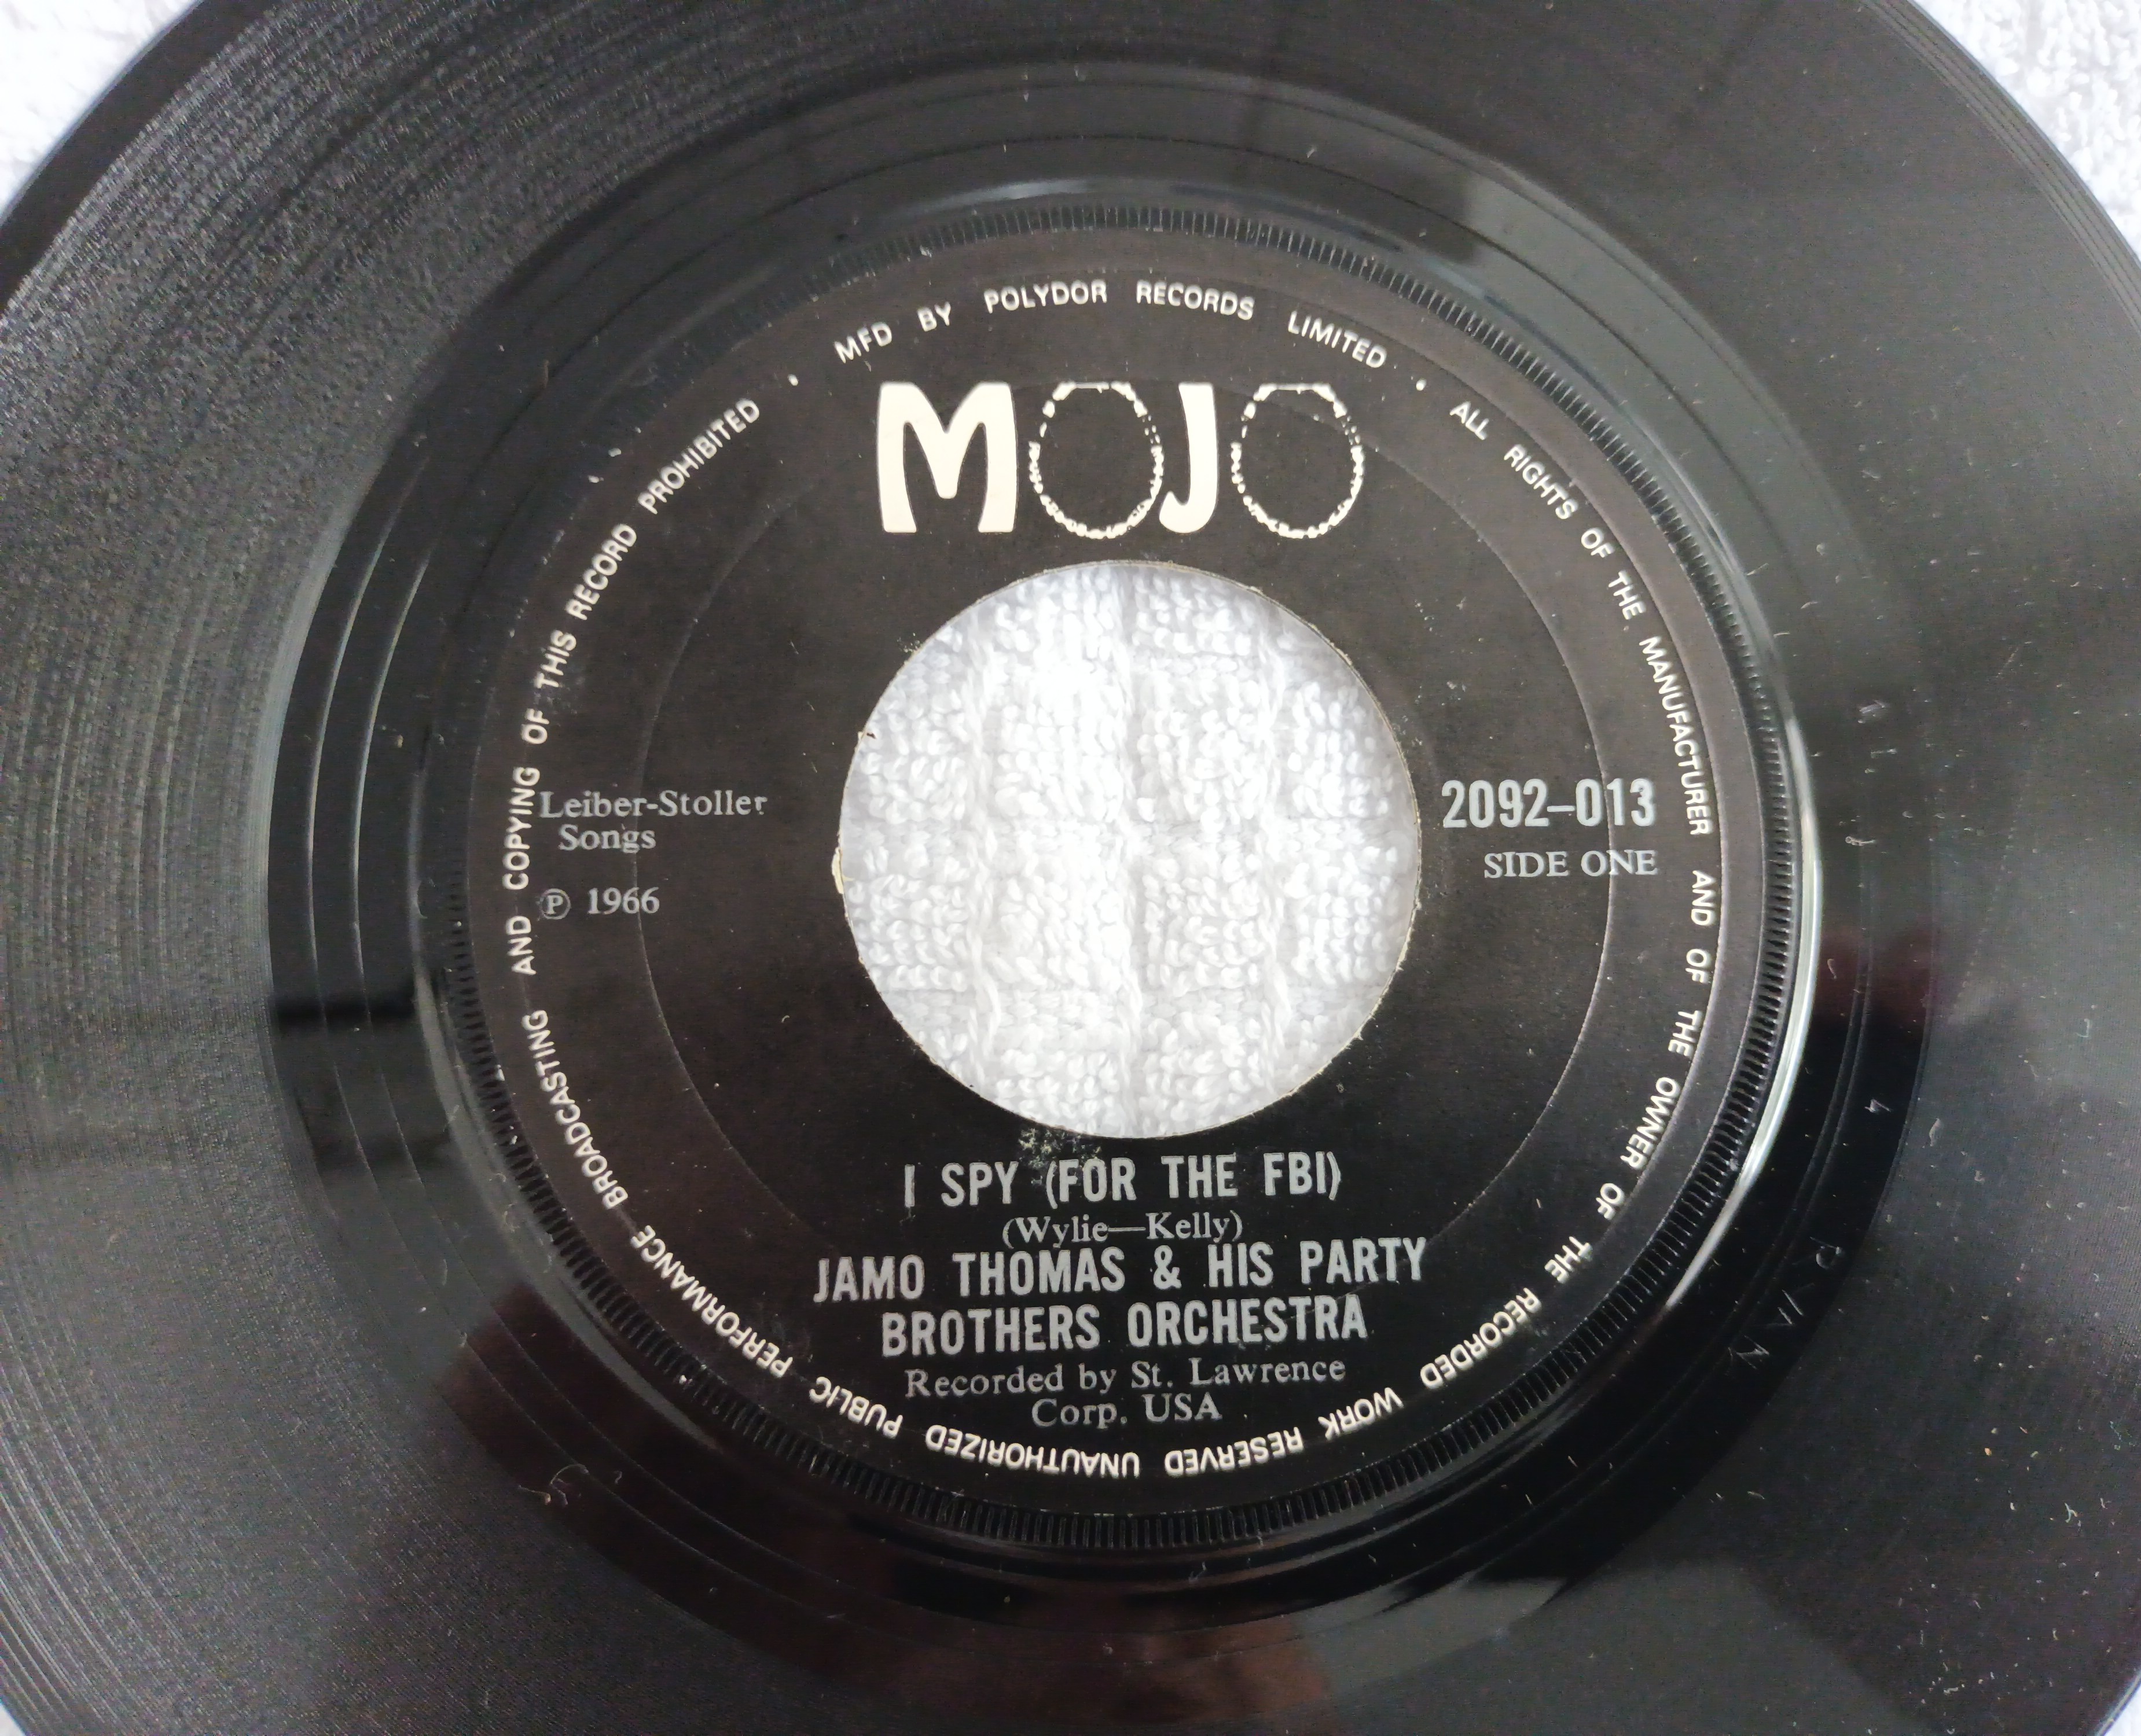 MFD BY POLYDOR RECORDS LIMITED • ALL RIGHTS OF THE MANUFACTURER AND OF THE OWNER OF THE RECORDED WORK RESERVED UNAUTHORIZED PUBLIC PERFORMANCE BROADCASTING AND COPYING OF THIS RECORD PROHIBITED •
MOJO
Leiber-Stoller
Songs
Ⓟ 1966
2092-013
SIDE ONE
I SPY (FOR THE FBI)
(Wylie—Kelly)
JAMO THOMAS & HIS PARTY
BROTHERS ORCHESTRA
Recorded by St. Lawrence
Corp. USA